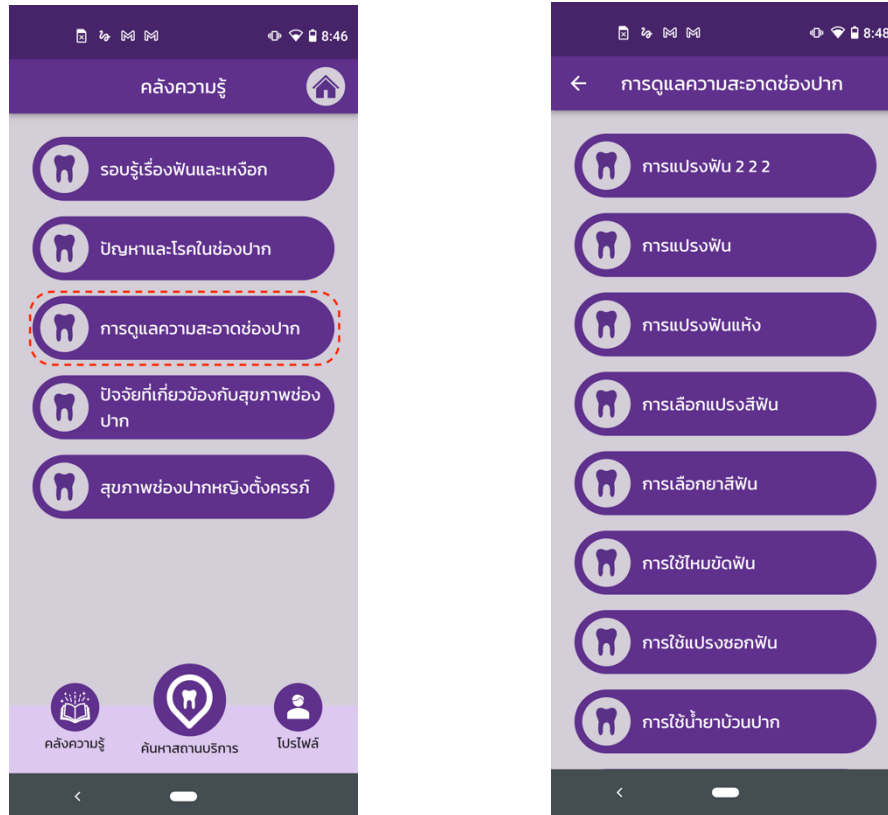 8:46
คลังความรู้
รอบรู้เรื่องฟันและเหงือก
ปัญหาและโรคในช่องปาก
การดูแลความสะอาดช่องปาก
ปัจจัยที่เกี่ยวข้องกับสุขภาพช่อง
ปาก
สุขภาพช่องปากหญิงตั้งครรภ์
คลังความรู้
ค้นหาสถานบริการ
โปรไฟล์
8:48
การดูแลความสะอาดช่องปาก
การแปรงฟัน 2 2 2
การแปรงฟัน
การแปรงฟันแห้ง
การเลือกแปรงสีฟัน
การเลือกยาสีฟัน
การใช้ไหมขัดฟัน
การใช้แปรงซอกฟัน
การใช้น้ำยาบ้วนปาก